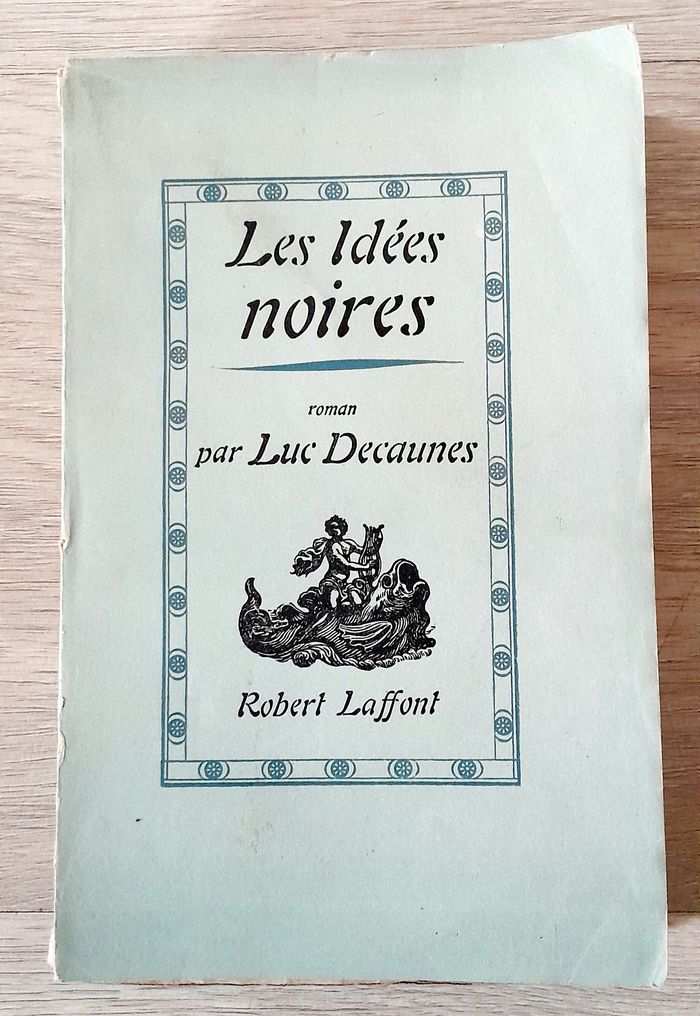 Les Idées
noires
roman
par Luc Decaunes
Robert Laffont